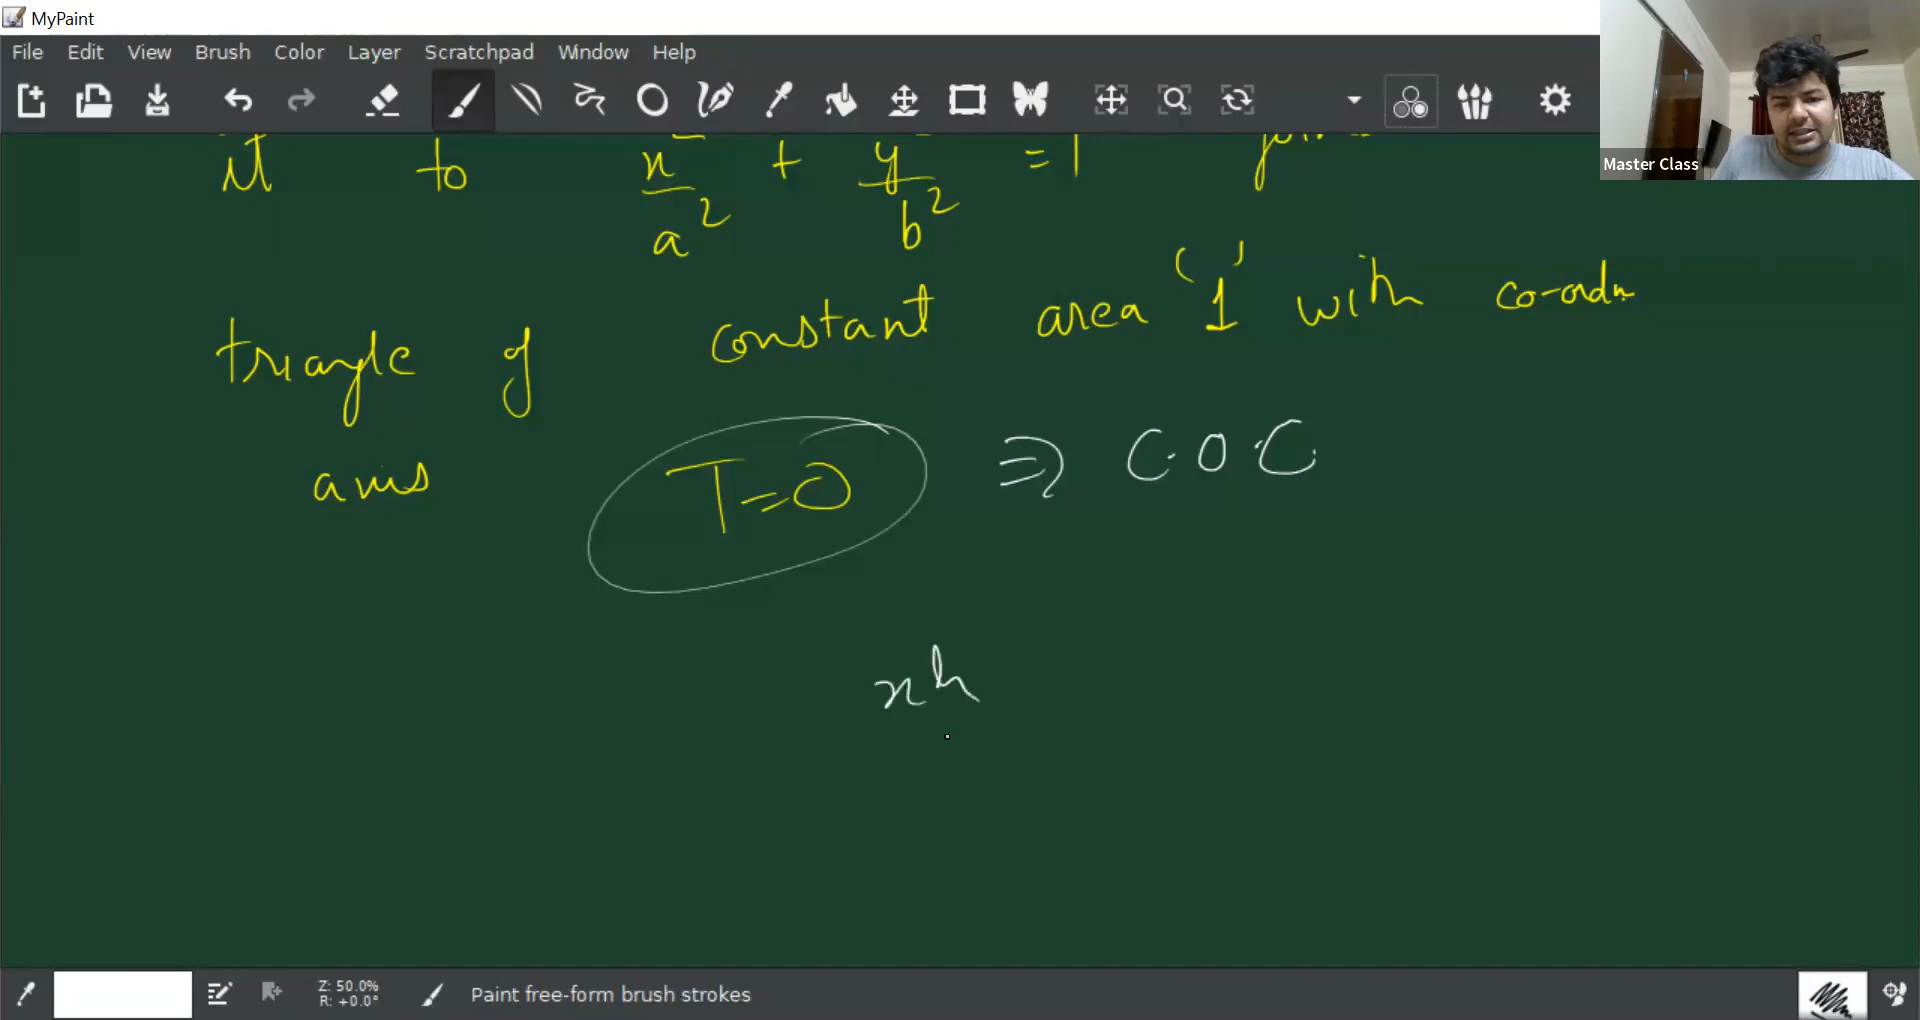 MyPaint
File Edit View Brush Color Layer Scratchpad Window Help
Master Class
it to x²/a² + y²/b² = 1
triangle of constant area '1' with co-ordn
axis T=0 ⇒ C.O.C.
xh
Z: 50.0%
R: +0.0°
Paint free-form brush strokes